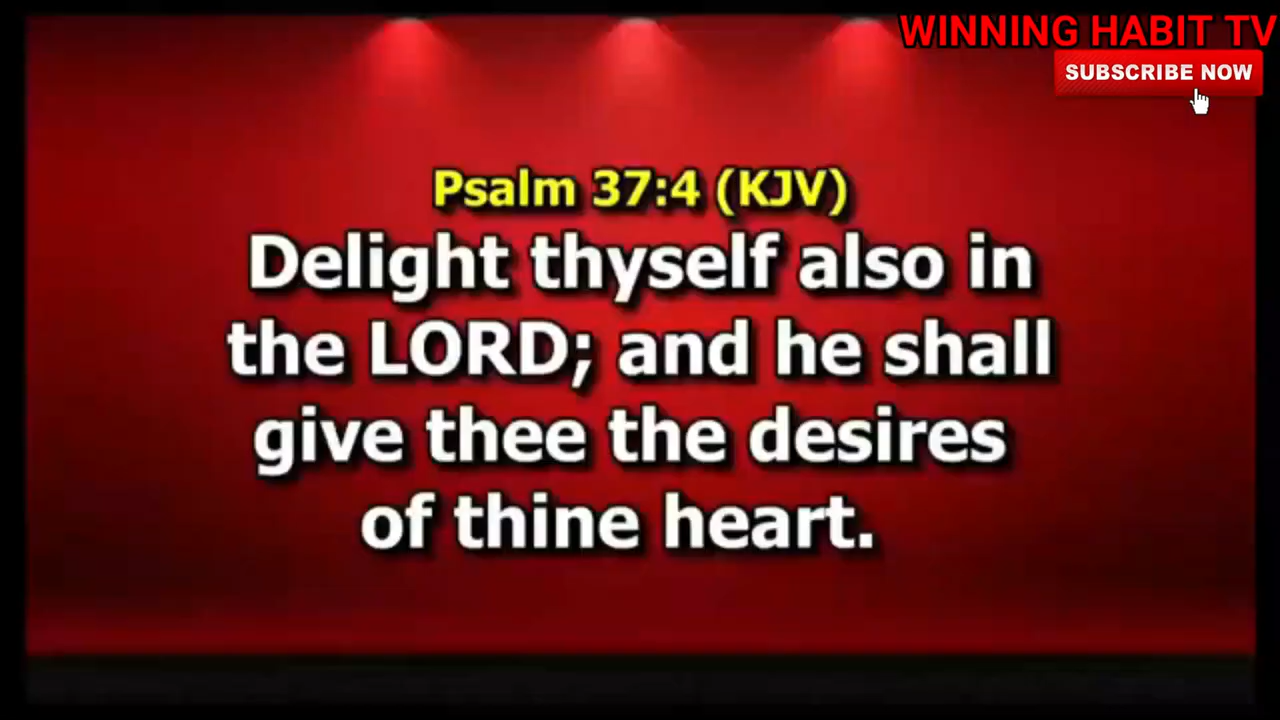 WINNING HABIT TV
SUBSCRIBE NOW
Psalm 37:4 (KJV)
Delight thyself also in
the LORD; and he shall
give thee the desires
of thine heart.